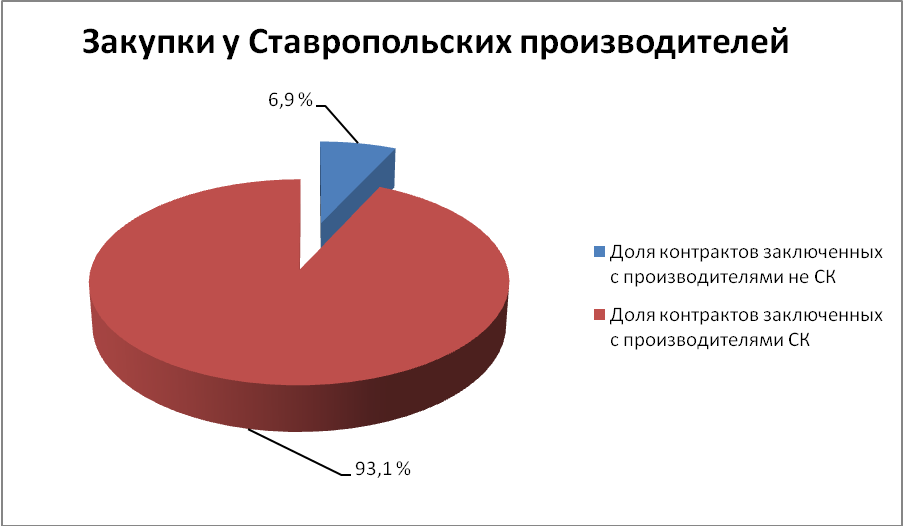 Закупки у Ставропольских производителей
6,9 %
Доля контрактов заключенных
с производителями не СК
Доля контрактов заключенных
с производителями СК
93,1 %